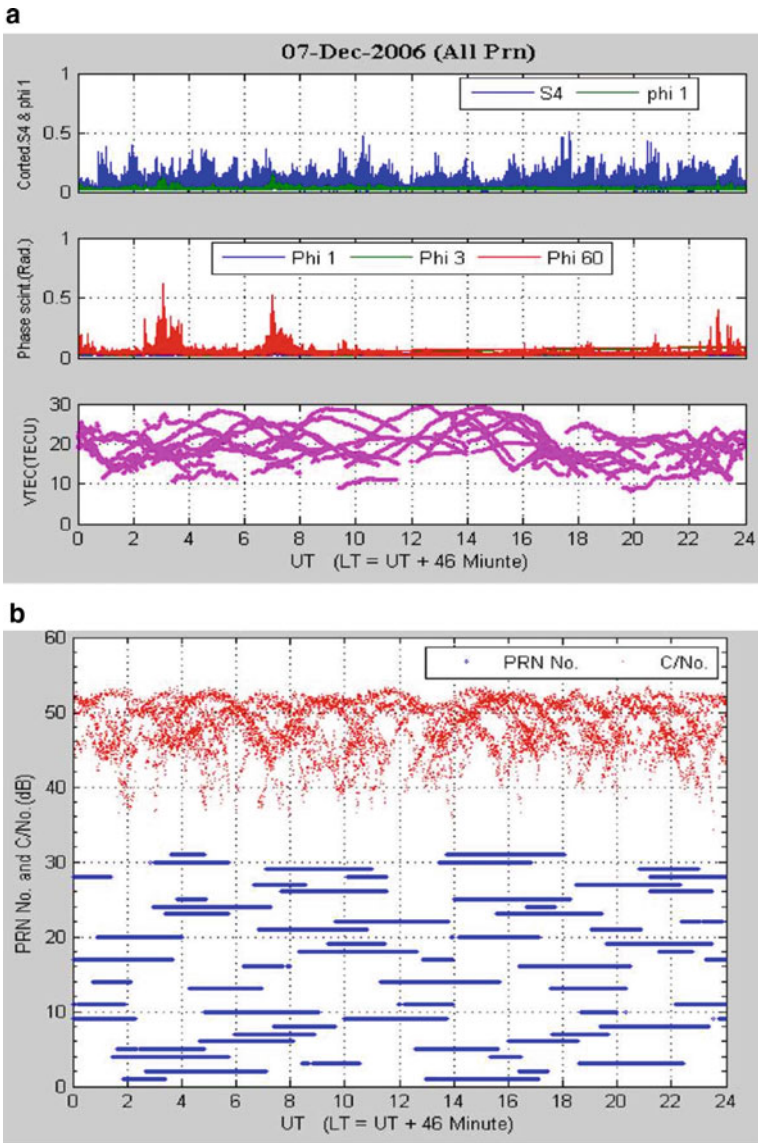 a
07-Dec-2006 (All Prn)
Corted.S4 & phi 1
1
0.5
0
S4 phi 1
Phase scint.(Rad.)
1
0.5
0
Phi 1 Phi 3 Phi 60
VTEC(TECU)
30
20
10
0
0 2 4 6 8 10 12 14 16 18 20 22 24
UT (LT = UT + 46 Miunte)
b
PRN No. and C/No.(dB)
60
50
40
30
20
10
0
PRN No. C/No.
0 2 4 6 8 10 12 14 16 18 20 22 24
UT (LT = UT + 46 Minute)